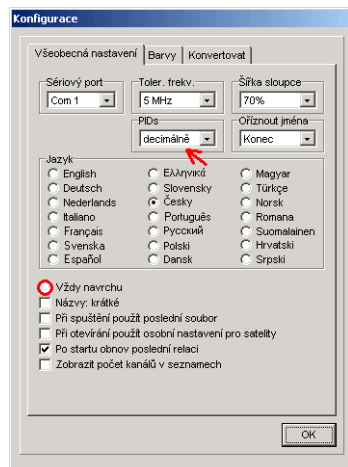 Konfigurace
Všeobecná nastavení Barvy Konvertovat
Sériový port Toler. frekv. Šířka sloupce
Com 1 5 MHz 70%
PIDs Oříznout jména
decimálně Konec
Jazyk
English Ελληνικά Magyar
Deutsch Slovensky Türkçe
Nederlands Česky Norsk
Italiano Português Romana
Français Русский Suomalainen
Svenska Polski Hrvatski
Español Dansk Srpski
Vždy navrchu
Názvy: krátké
Při spuštění použít poslední soubor
Při otevírání použít osobní nastavení pro satelity
Po startu obnov poslední relaci
Zobrazit počet kanálů v seznamech
OK